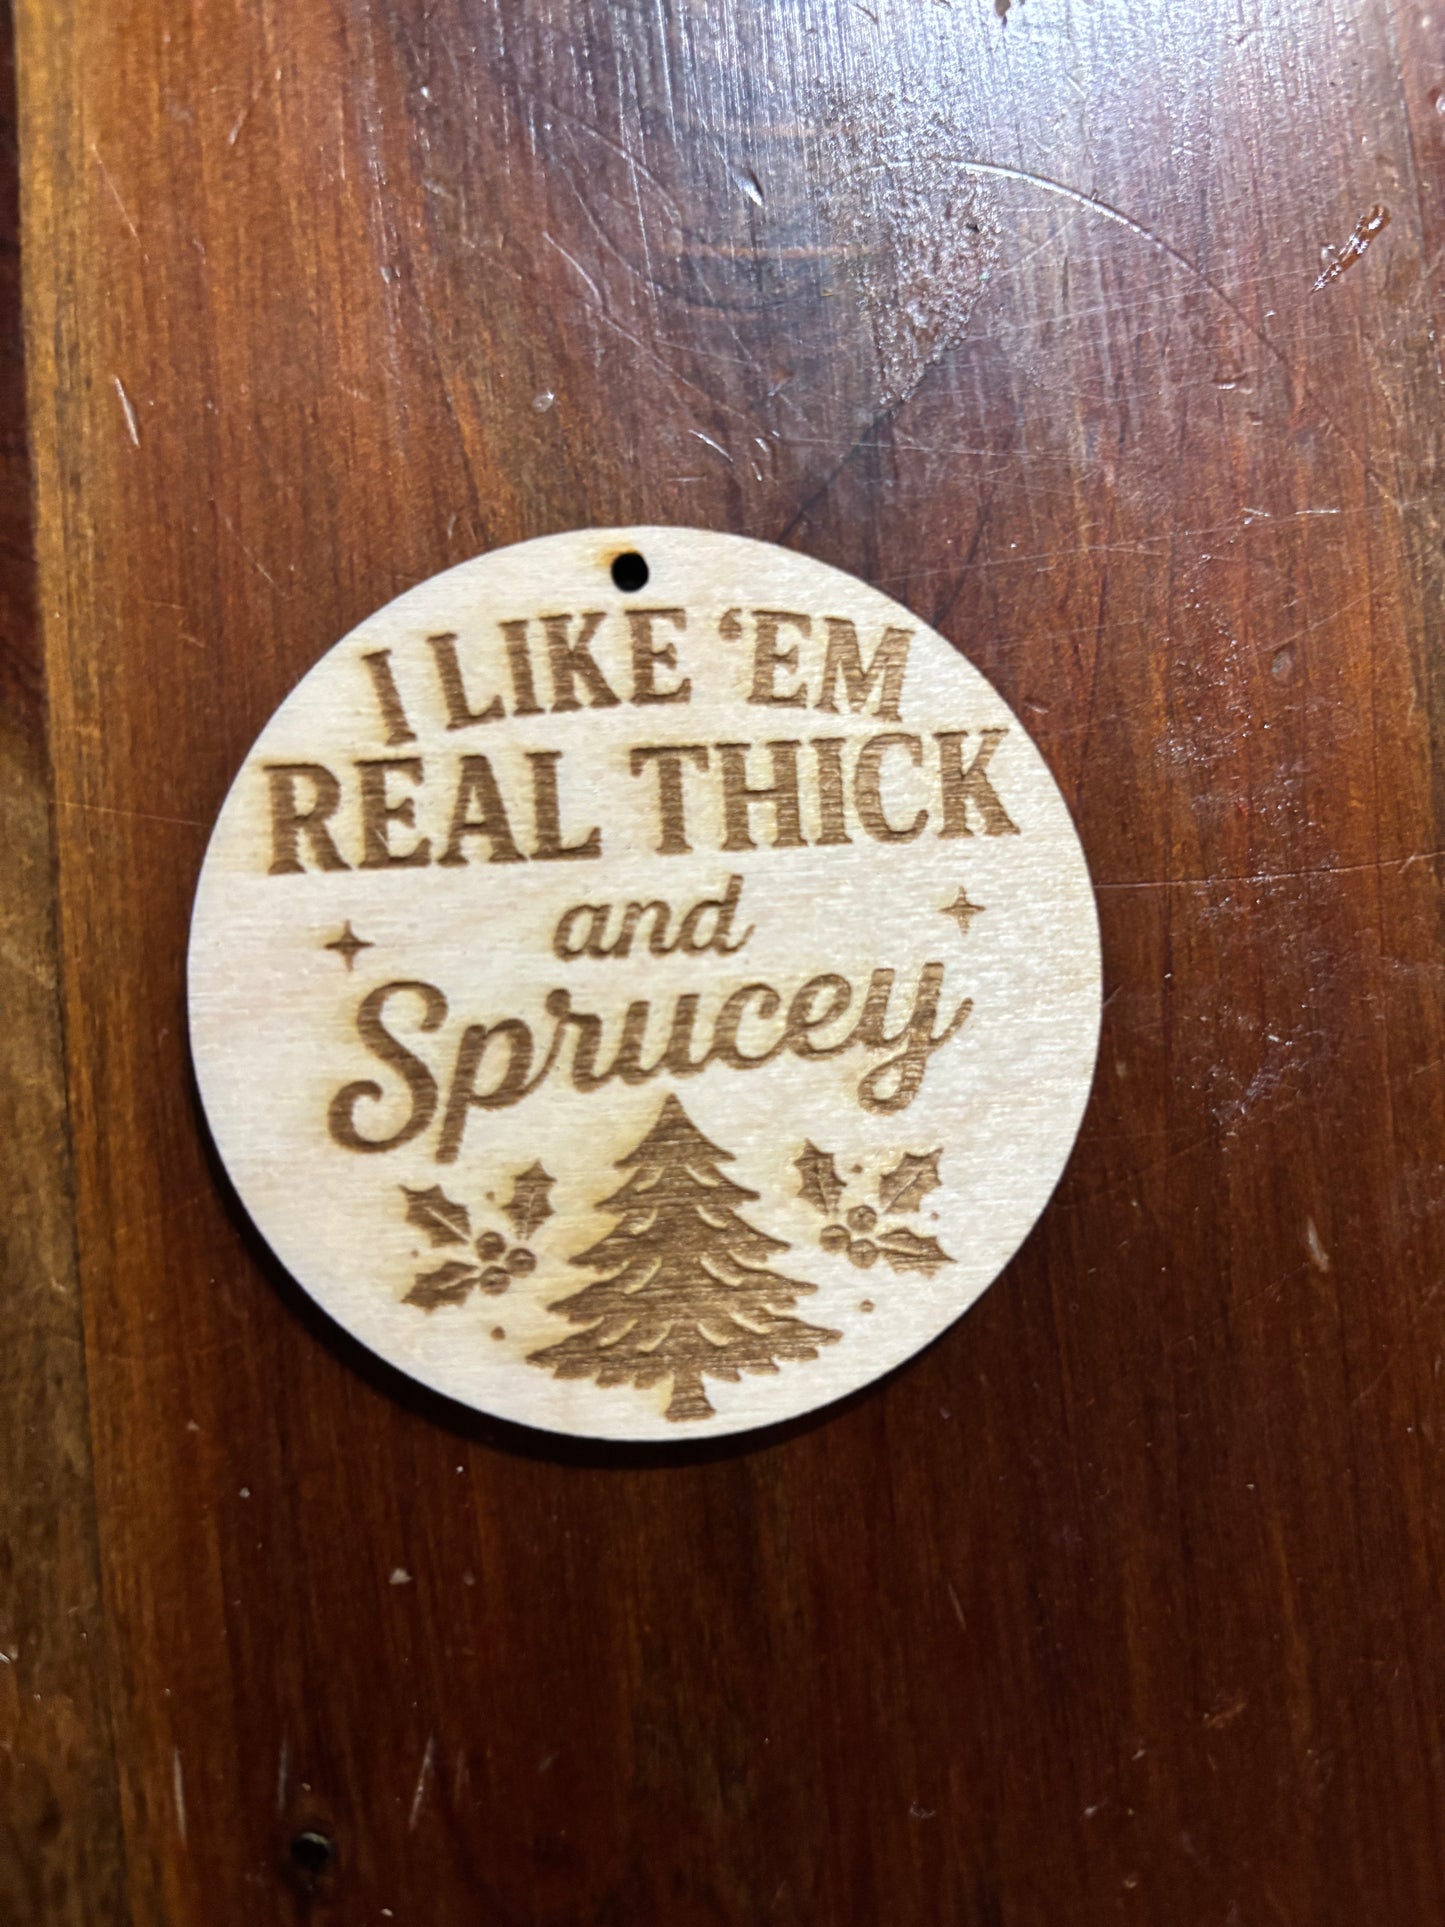 I LIKE ‘EM
REAL THICK
and
Sprucey